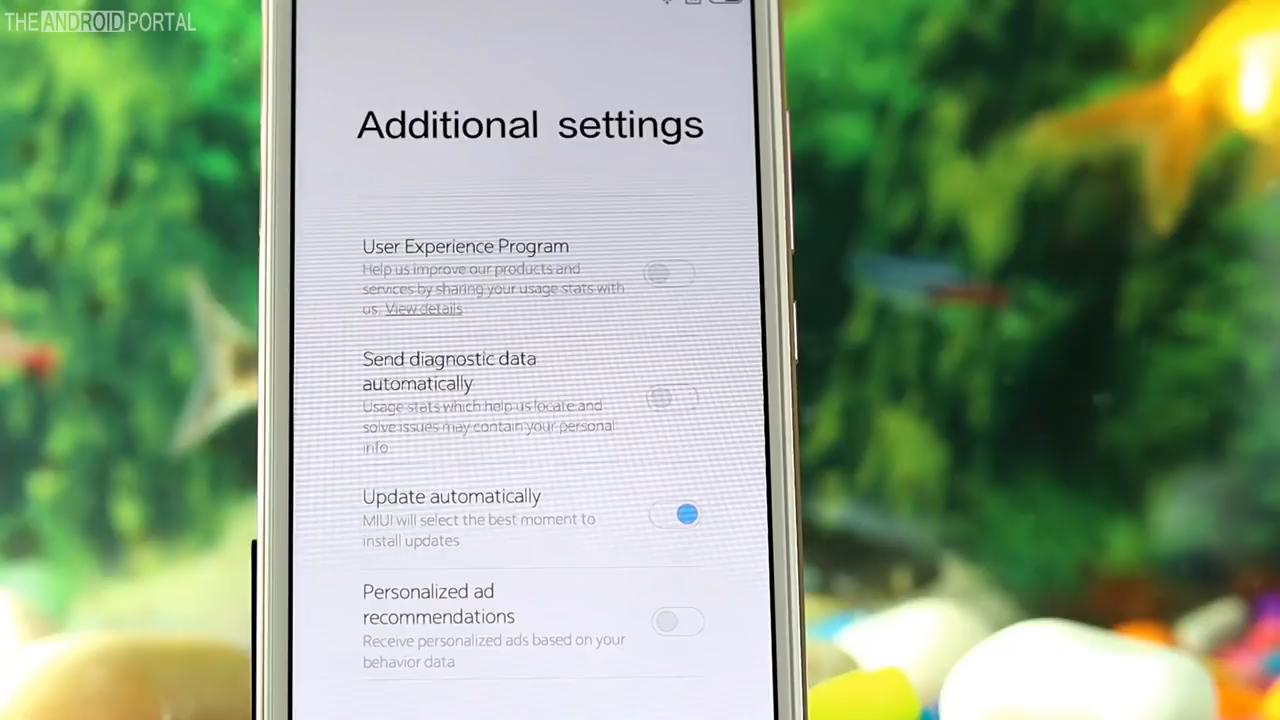 THEANDROIDPORTAL
Additional settings
User Experience Program
Help us improve our products and
services by sharing your usage stats with
us. View details
Send diagnostic data
automatically
Usage stats which help us locate and
solve issues may contain your personal
info
Update automatically
MIUI will select the best moment to
install updates
Personalized ad
recommendations
Receive personalized ads based on your
behavior data